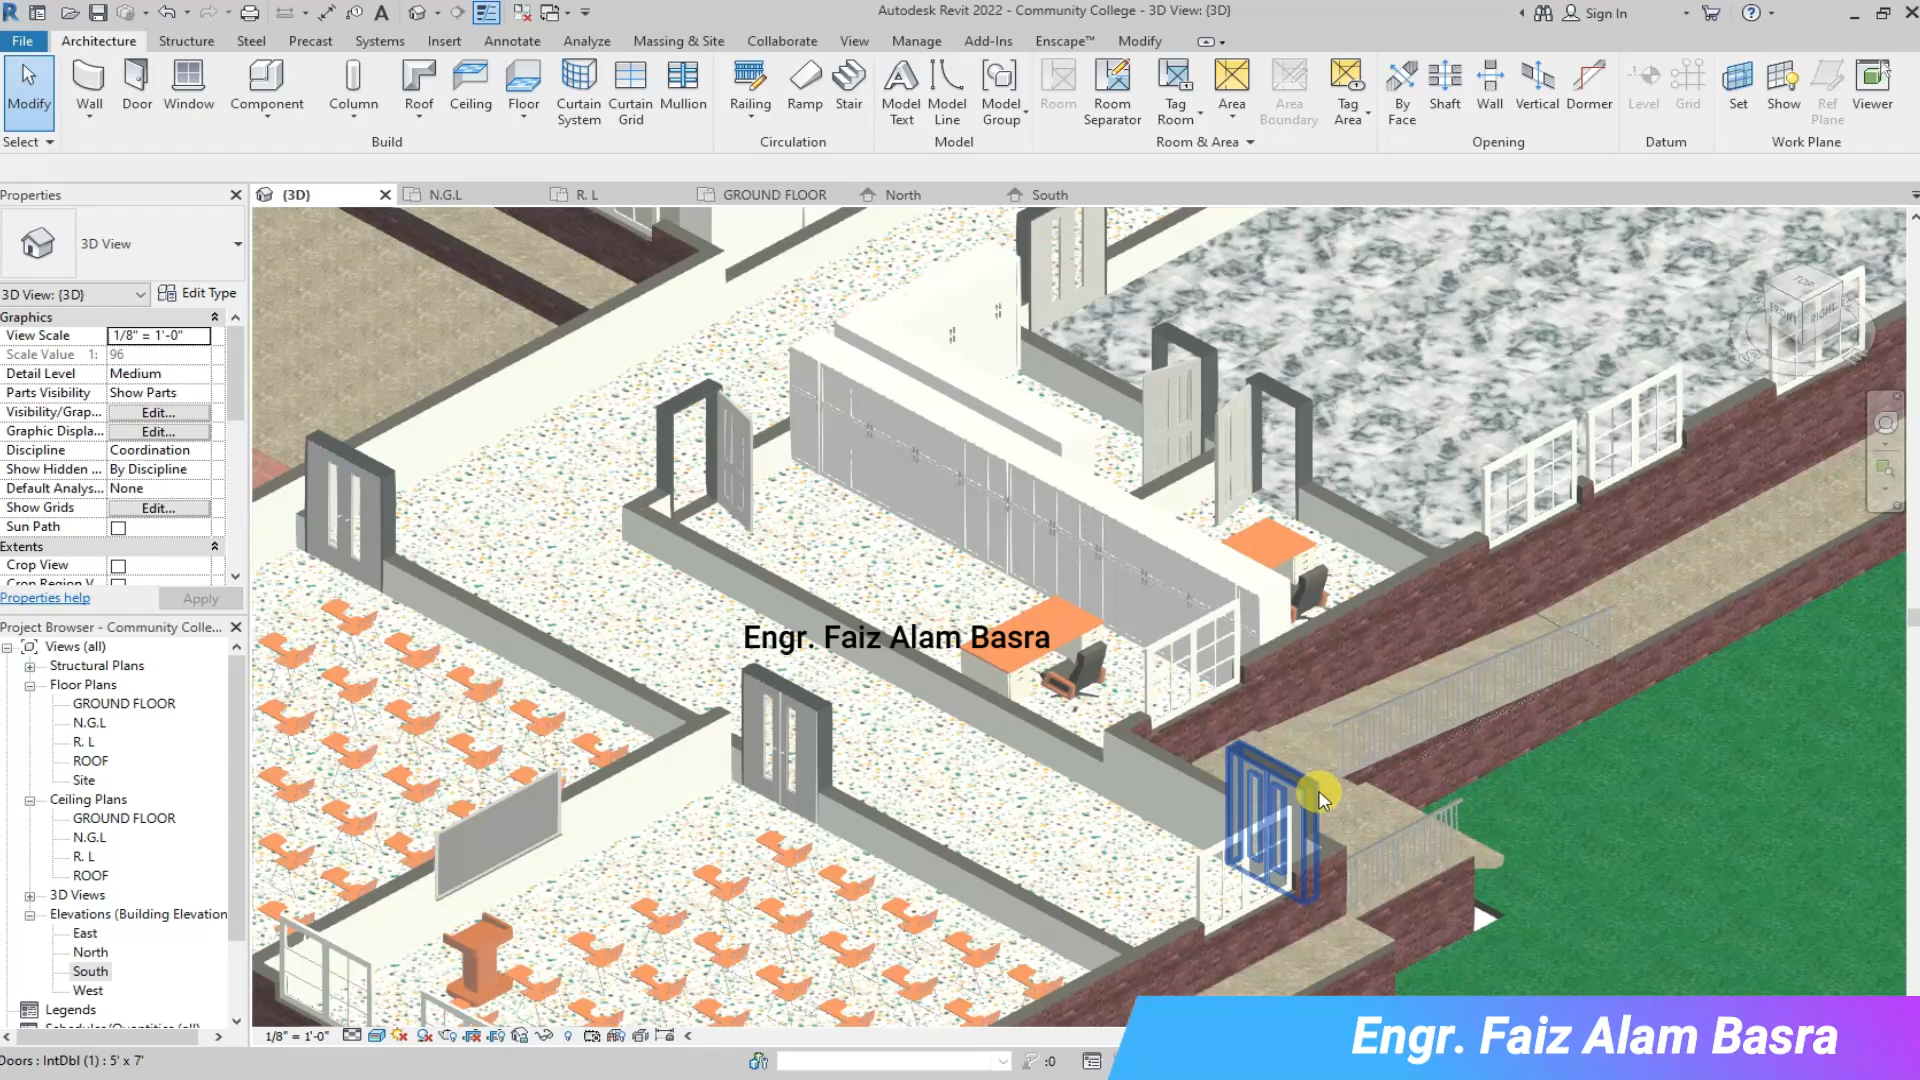 Autodesk Revit 2022 - Community College - 3D View: {3D}
Sign In
File Architecture Structure Steel Precast Systems Insert Annotate Analyze Massing & Site Collaborate View Manage Add-Ins Enscape™ Modify
Modify
Wall
Door
Window
Component
Column
Roof
Ceiling
Floor
Curtain System
Curtain Grid
Mullion
Railing
Ramp
Stair
Model Text
Model Line
Model Group
Room
Room Separator
Tag Room
Area
Area Boundary
Tag Area
By Face
Shaft
Wall
Vertical
Dormer
Level
Grid
Set
Show
Ref Plane
Viewer
Select
Build
Circulation
Model
Room & Area
Opening
Datum
Work Plane
Properties
{3D}
N.G.L
R. L
GROUND FLOOR
North
South
3D View
3D View: {3D}
Edit Type
Graphics
View Scale 1/8" = 1'-0"
Scale Value 1: 96
Detail Level Medium
Parts Visibility Show Parts
Visibility/Grap... Edit...
Graphic Displa... Edit...
Discipline Coordination
Show Hidden ... By Discipline
Default Analys... None
Show Grids Edit...
Sun Path
Extents
Crop View
Properties help
Apply
Project Browser - Community Colle...
Views (all)
Structural Plans
Floor Plans
GROUND FLOOR
N.G.L
R. L
ROOF
Site
Ceiling Plans
GROUND FLOOR
N.G.L
R. L
ROOF
3D Views
Elevations (Building Elevation
East
North
South
West
Legends
TOP
FRONT
RIGHT
Engr. Faiz Alam Basra
1/8" = 1'-0"
Doors : IntDbl (1) : 5' x 7'
:0
Engr. Faiz Alam Basra